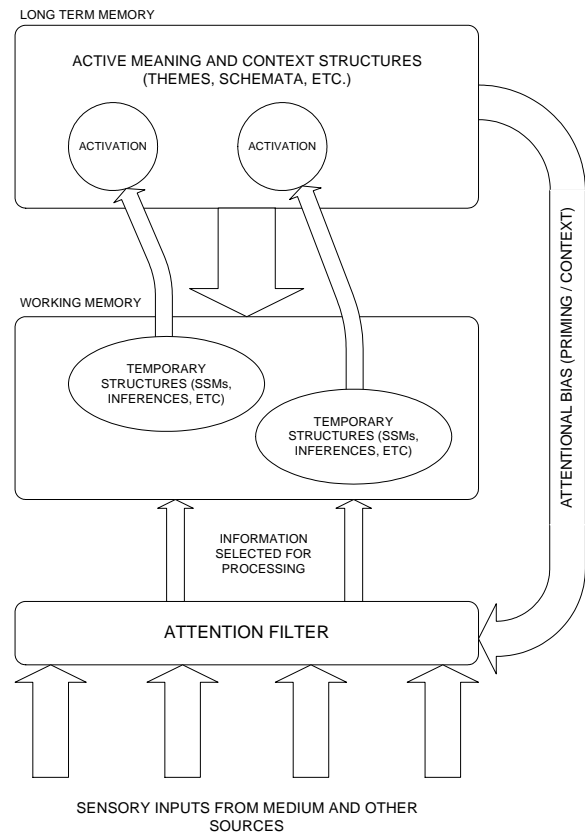 LONG TERM MEMORY
ACTIVE MEANING AND CONTEXT STRUCTURES
(THEMES, SCHEMATA, ETC.)
ACTIVATION
ACTIVATION
ATTENTIONAL BIAS (PRIMING / CONTEXT)
WORKING MEMORY
TEMPORARY
STRUCTURES (SSMs,
INFERENCES, ETC)
TEMPORARY
STRUCTURES (SSMs,
INFERENCES, ETC)
INFORMATION
SELECTED FOR
PROCESSING
ATTENTION FILTER
SENSORY INPUTS FROM MEDIUM AND OTHER
SOURCES